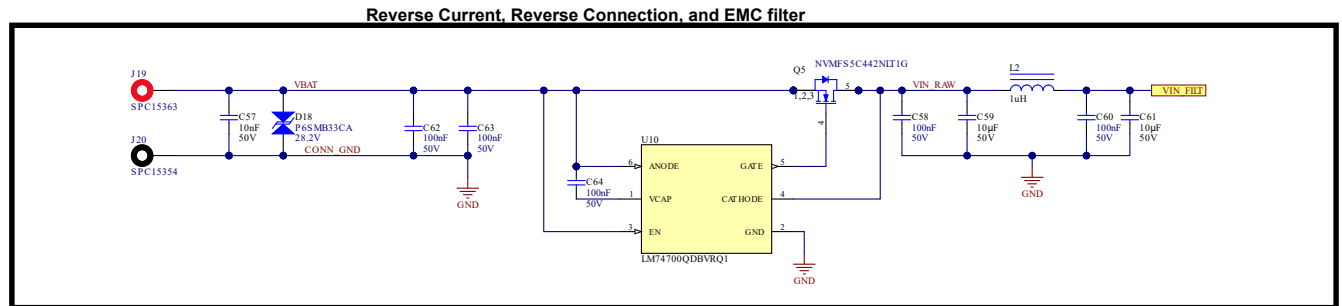 Reverse Current, Reverse Connection, and EMC filter
J19
SPC15363
J20
SPC15354
VBAT
CONN_GND
C57
10nF
50V
D18
P6SMB33CA
28.2V
C62
100nF
50V
C63
100nF
50V
GND
C64
100nF
50V
U10
6
ANODE
1
VCAP
3
EN
GATE
5
CATHODE
4
GND
2
LM74700QDBVRQ1
GND
Q5
NVMFS5C442NLT1G
1,2,3
5
4
VIN_RAW
C58
100nF
50V
C59
10µF
50V
L2
1uH
GND
C60
100nF
50V
C61
10µF
50V
VIN_FILT